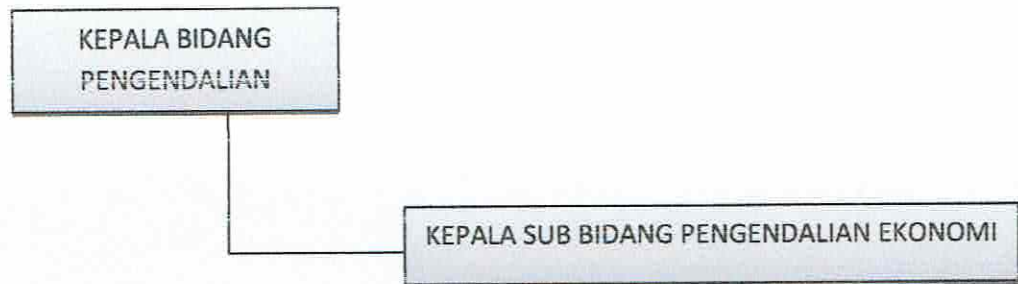 KEPALA BIDANG
PENGENDALIAN
KEPALA SUB BIDANG PENGENDALIAN EKONOMI